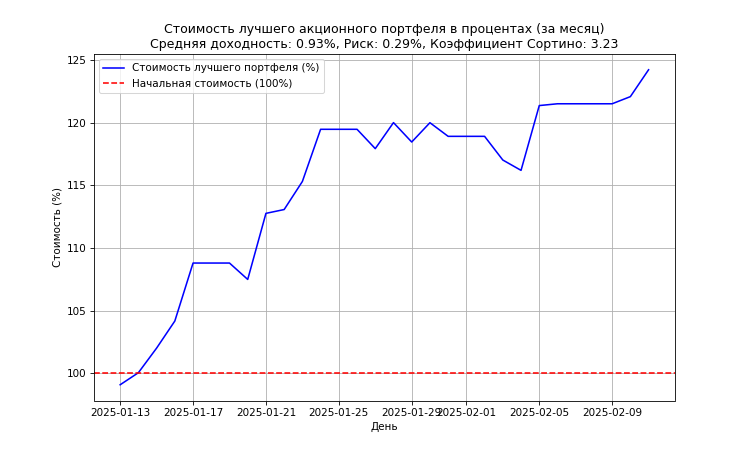 Стоимость лучшего акционного портфеля в процентах (за месяц)
Средняя доходность: 0.93%, Риск: 0.29%, Коэффициент Сортино: 3.23
Стоимость лучшего портфеля (%)
Начальная стоимость (100%)
Стоимость (%)
125
120
115
110
105
100
2025-01-13 2025-01-17 2025-01-21 2025-01-25 2025-01-29 2025-02-01 2025-02-05 2025-02-09
День